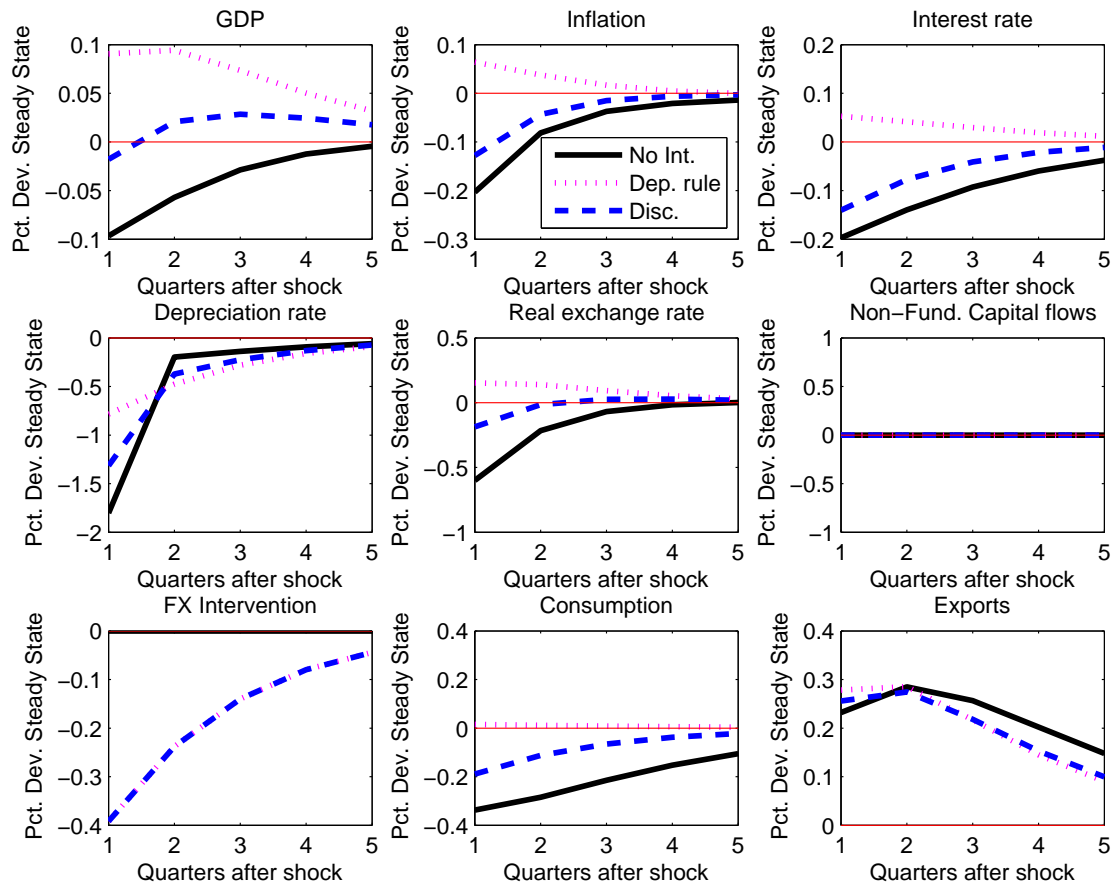 GDP
Pct. Dev. Steady State
0.1
0.05
0
−0.05
−0.1
1 2 3 4 5
Quarters after shock
Inflation
Pct. Dev. Steady State
0.1
0
−0.1
−0.2
−0.3
No Int.
Dep. rule
Disc.
1 2 3 4 5
Quarters after shock
Interest rate
Pct. Dev. Steady State
0.2
0.1
0
−0.1
−0.2
1 2 3 4 5
Quarters after shock
Depreciation rate
Pct. Dev. Steady State
0
−0.5
−1
−1.5
−2
1 2 3 4 5
Quarters after shock
Real exchange rate
Pct. Dev. Steady State
0.5
0
−0.5
−1
1 2 3 4 5
Quarters after shock
Non−Fund. Capital flows
Pct. Dev. Steady State
1
0.5
0
−0.5
−1
1 2 3 4 5
Quarters after shock
FX Intervention
Pct. Dev. Steady State
0
−0.1
−0.2
−0.3
−0.4
1 2 3 4 5
Quarters after shock
Consumption
Pct. Dev. Steady State
0.4
0.2
0
−0.2
−0.4
1 2 3 4 5
Quarters after shock
Exports
Pct. Dev. Steady State
0.4
0.3
0.2
0.1
0
1 2 3 4 5
Quarters after shock